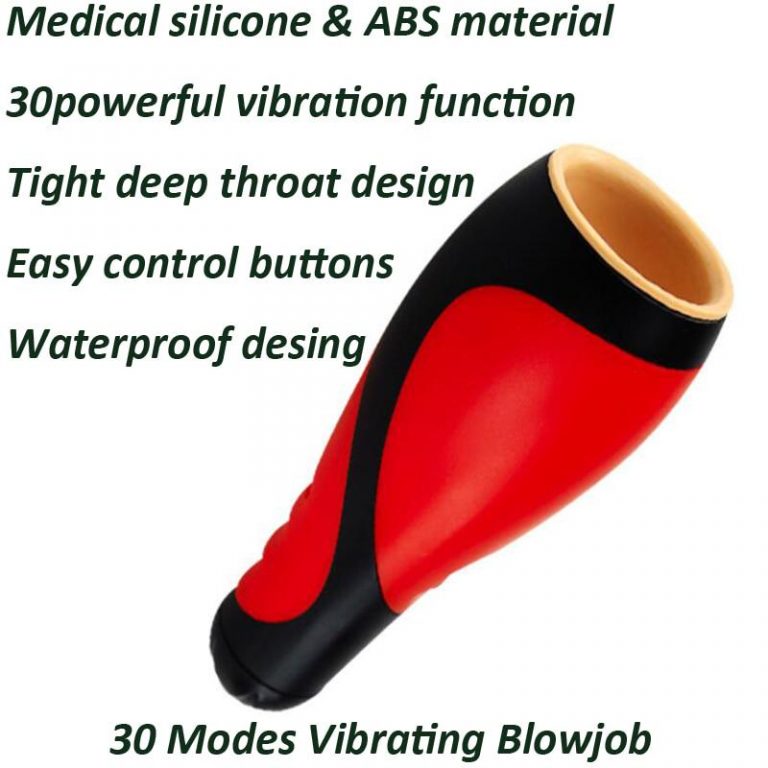 Medical silicone & ABS material
30powerful vibration function
Tight deep throat design
Easy control buttons
Waterproof desing
30 Modes Vibrating Blowjob